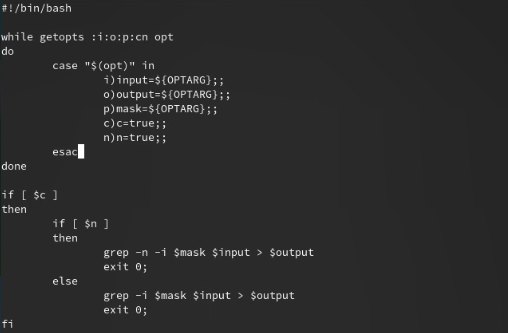 #!/bin/bash
while getopts :i:o:p:cn opt
do
case "$(opt)" in
i)input=${OPTARG};;
o)output=${OPTARG};;
p)mask=${OPTARG};;
c)c=true;;
n)n=true;;
esac
done
if [ $c ]
then
if [ $n ]
then
grep -n -i $mask $input > $output
exit 0;
else
grep -i $mask $input > $output
exit 0;
fi